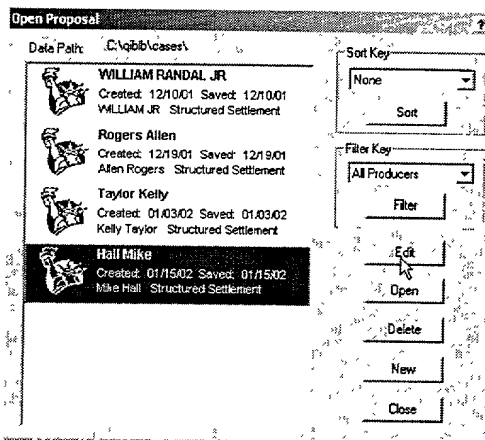 Open Proposal
?
Data Path: C:\qibib\cases\
WILLIAM RANDAL JR
Created: 12/10/01 Saved: 12/10/01
WILLIAM JR Structured Settlement
Rogers Allen
Created: 12/19/01 Saved: 12/19/01
Allen Rogers Structured Settlement
Taylor Kelly
Created: 01/03/02 Saved: 01/03/02
Kelly Taylor Structured Settlement
Hall Mike
Created: 01/15/02 Saved: 01/15/02
Mike Hall Structured Settlement
Sort Key
None
Sort
Filter Key
All Producers
Filter
Edit
Open
Delete
New
Close